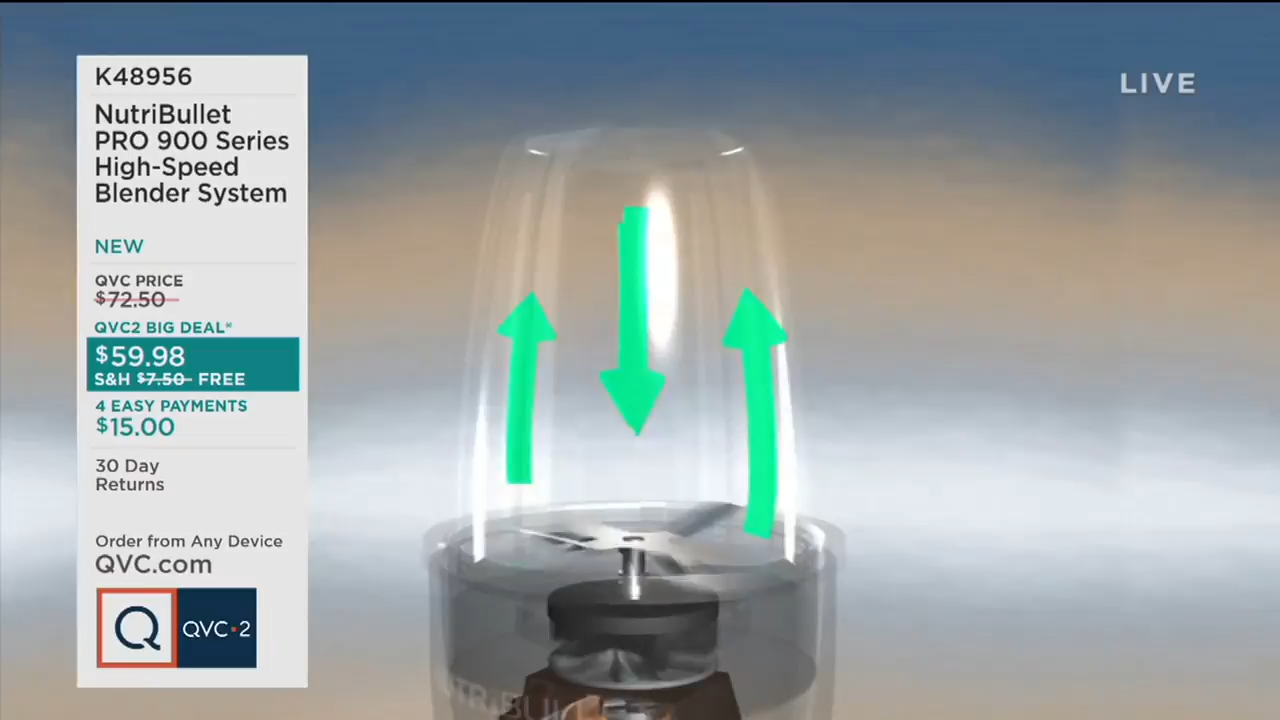 K48956
NutriBullet
PRO 900 Series
High-Speed
Blender System
NEW
QVC PRICE
$72.50
QVC2 BIG DEAL®
$59.98
S&H $7.50 FREE
4 EASY PAYMENTS
$15.00
30 Day
Returns
Order from Any Device
QVC.com
Q QVC•2
LIVE